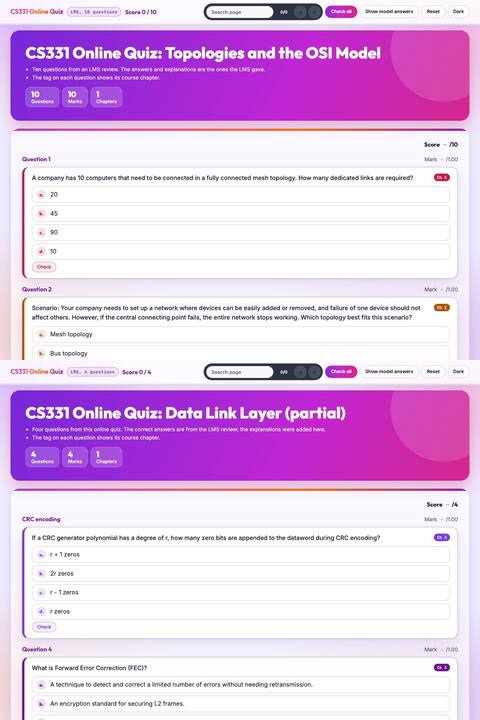 CS331 Online Quiz LMS, 10 questions Score 0 / 10 Search page 0/0 Check all Show model answers Reset Dark
CS331 Online Quiz: Topologies and the OSI Model
• Ten questions from an LMS review. The answers and explanations are the ones the LMS gave.
• The tag on each question shows its course chapter.
10 Questions
10 Marks
1 Chapters
Score – /10
Question 1 Mark – /1.00
A company has 10 computers that need to be connected in a fully connected mesh topology. How many dedicated links are required? Ch 1
a. 20
b. 45
c. 90
d. 10
Check
Question 2 Mark – /1.00
Scenario: Your company needs to set up a network where devices can be easily added or removed, and failure of one device should not Ch 1
affect others. However, if the central connecting point fails, the entire network stops working. Which topology best fits this scenario?
a. Mesh topology
b. Bus topology
CS331 Online Quiz LMS, 4 questions Score 0 / 4 Search page 0/0 Check all Show model answers Reset Dark
CS331 Online Quiz: Data Link Layer (partial)
• Four questions from this online quiz. The correct answers are from the LMS review; the explanations were added here.
• The tag on each question shows its course chapter.
4 Questions
4 Marks
1 Chapters
Score – /4
CRC encoding Mark – /1.00
If a CRC generator polynomial has a degree of r, how many zero bits are appended to the dataword during CRC encoding? Ch 3
a. r + 1 zeros
b. 2r zeros
c. r - 1 zeros
d. r zeros
Check
Question 4 Mark – /1.00
What is Forward Error Correction (FEC)? Ch 3
a. A technique to detect and correct a limited number of errors without needing retransmission.
b. An encryption standard for securing L2 frames.